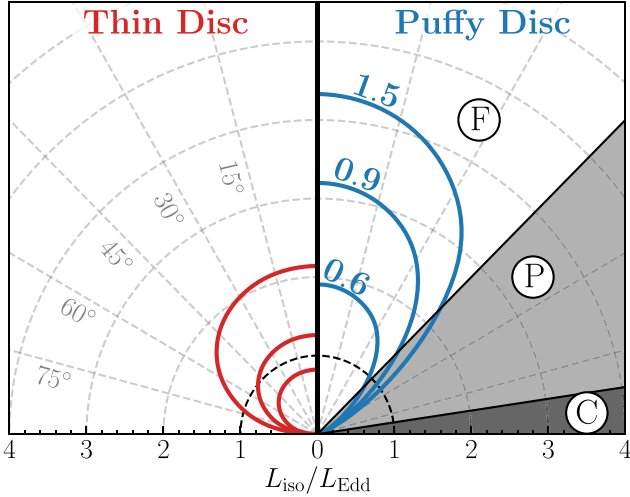 Thin Disc
Puffy Disc
1.5
F
0.9
15°
30°
45°
0.6
P
60°
75°
C
4 3 2 1 0 1 2 3 4
L_iso/L_Edd